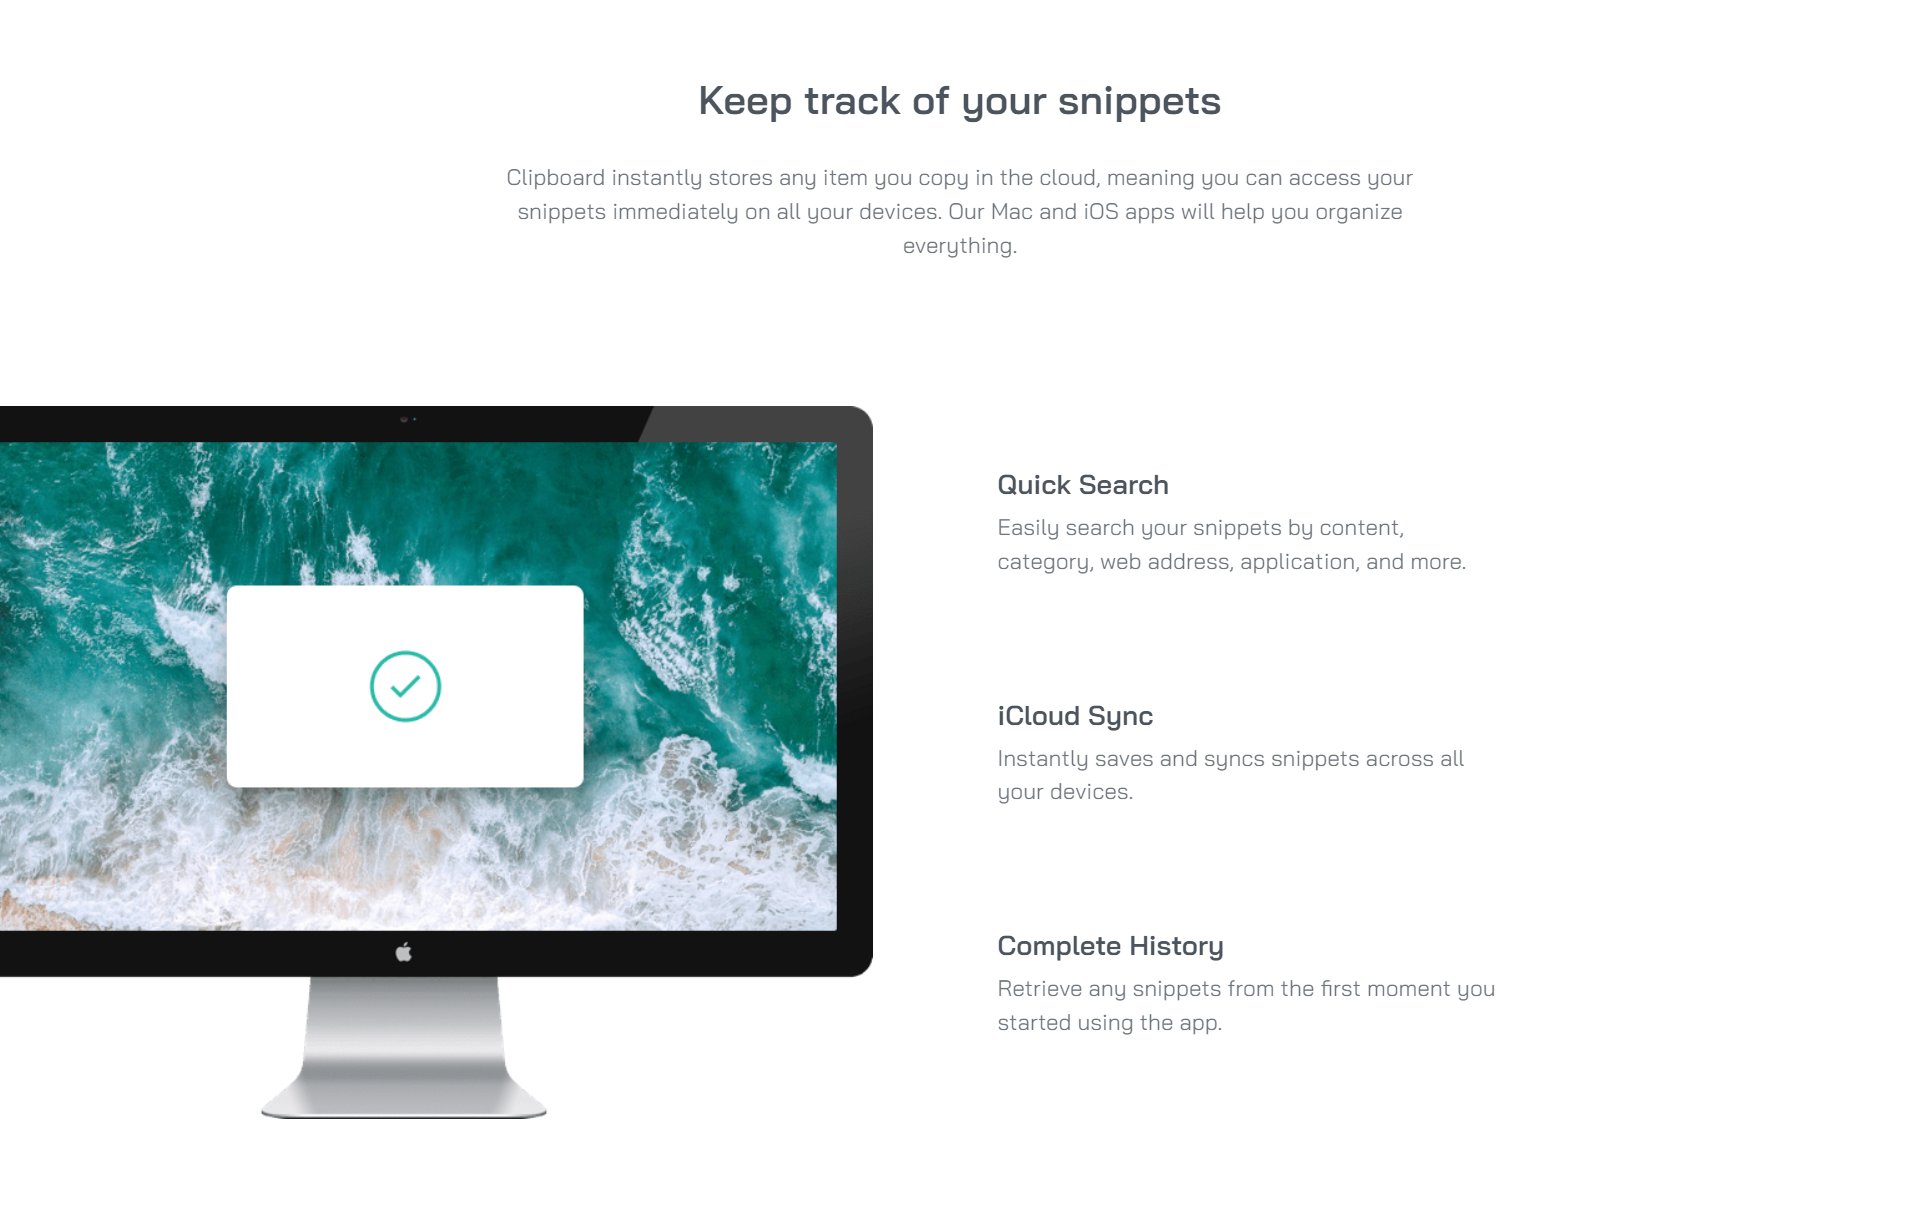 Keep track of your snippets
Clipboard instantly stores any item you copy in the cloud, meaning you can access your
snippets immediately on all your devices. Our Mac and iOS apps will help you organize
everything.
Quick Search
Easily search your snippets by content,
category, web address, application, and more.
iCloud Sync
Instantly saves and syncs snippets across all
your devices.
Complete History
Retrieve any snippets from the first moment you
started using the app.